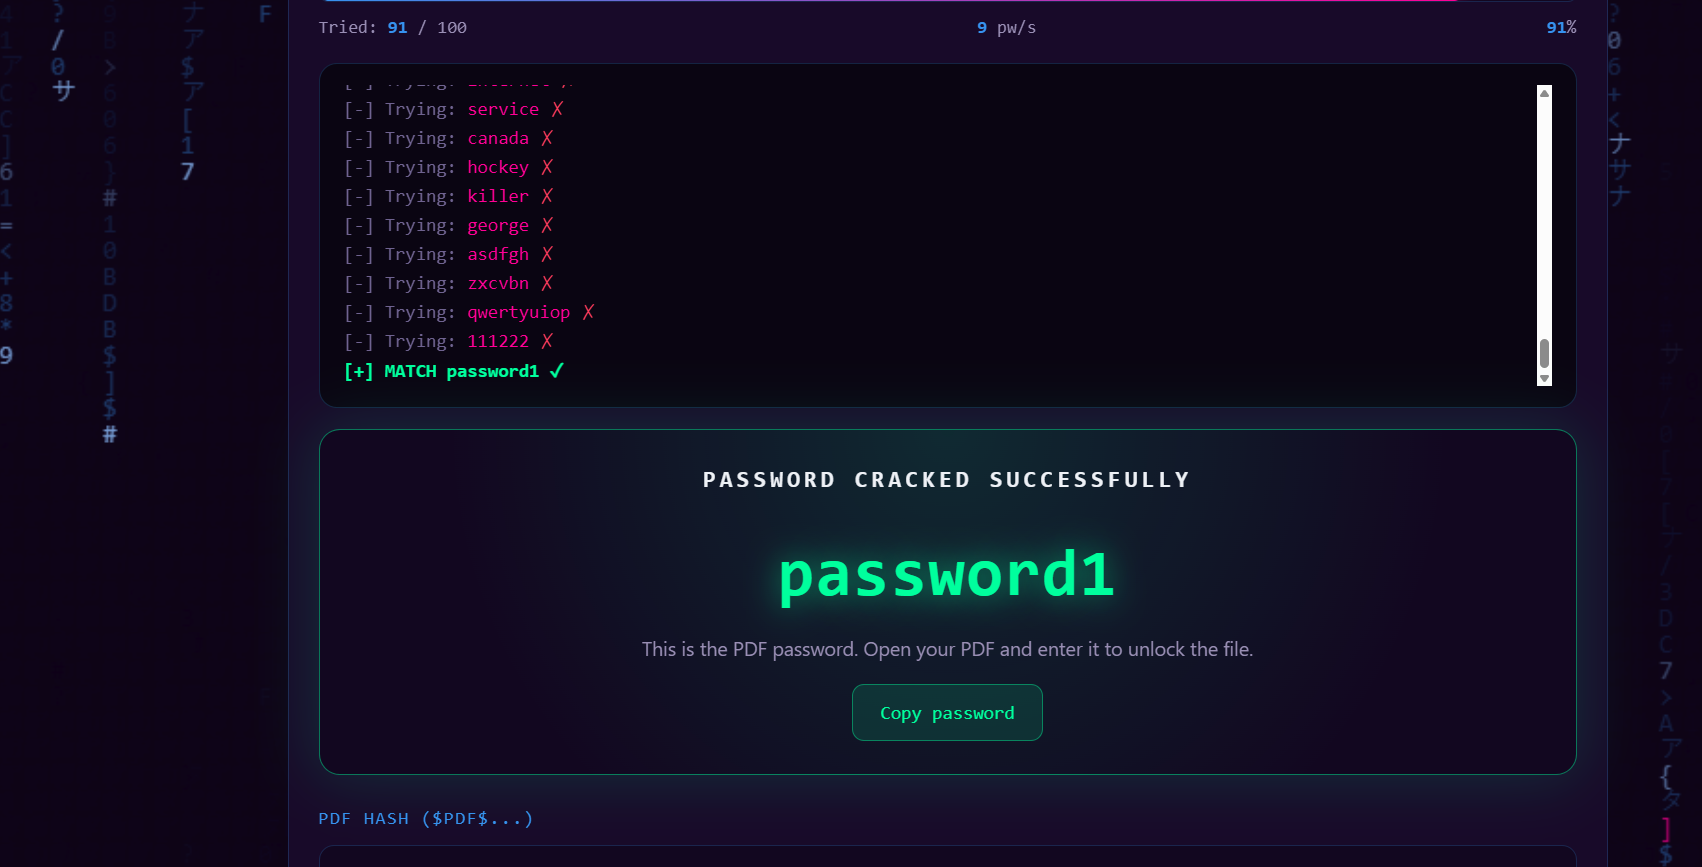 Tried: 91 / 100
9 pw/s
91%
[-] Trying: service ✗
[-] Trying: canada ✗
[-] Trying: hockey ✗
[-] Trying: killer ✗
[-] Trying: george ✗
[-] Trying: asdfgh ✗
[-] Trying: zxcvbn ✗
[-] Trying: qwertyuiop ✗
[-] Trying: 111222 ✗
[+] MATCH password1 ✓
PASSWORD CRACKED SUCCESSFULLY
password1
This is the PDF password. Open your PDF and enter it to unlock the file.
Copy password
PDF HASH ($PDF$...)